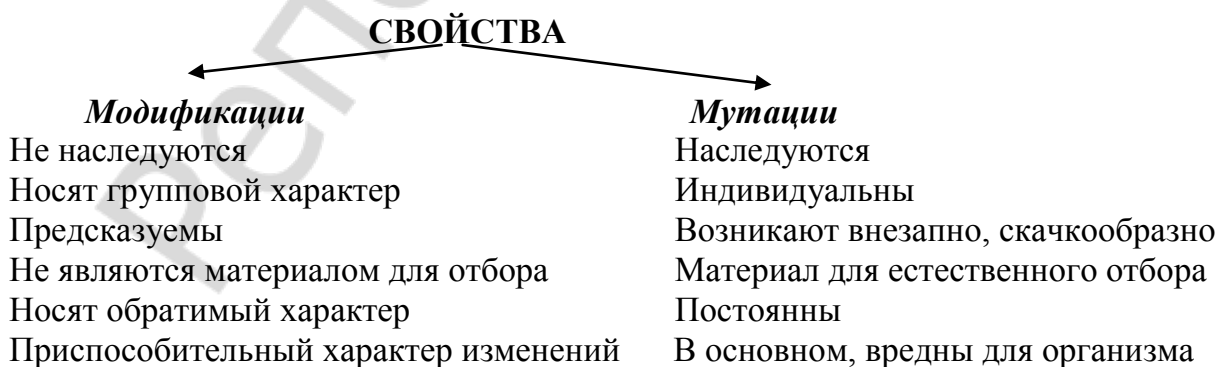 СВОЙСТВА
Модификации Мутации
Не наследуются Наследуются
Носят групповой характер Индивидуальны
Предсказуемы Возникают внезапно, скачкообразно
Не являются материалом для отбора Материал для естественного отбора
Носят обратимый характер Постоянны
Приспособительный характер изменений В основном, вредны для организма